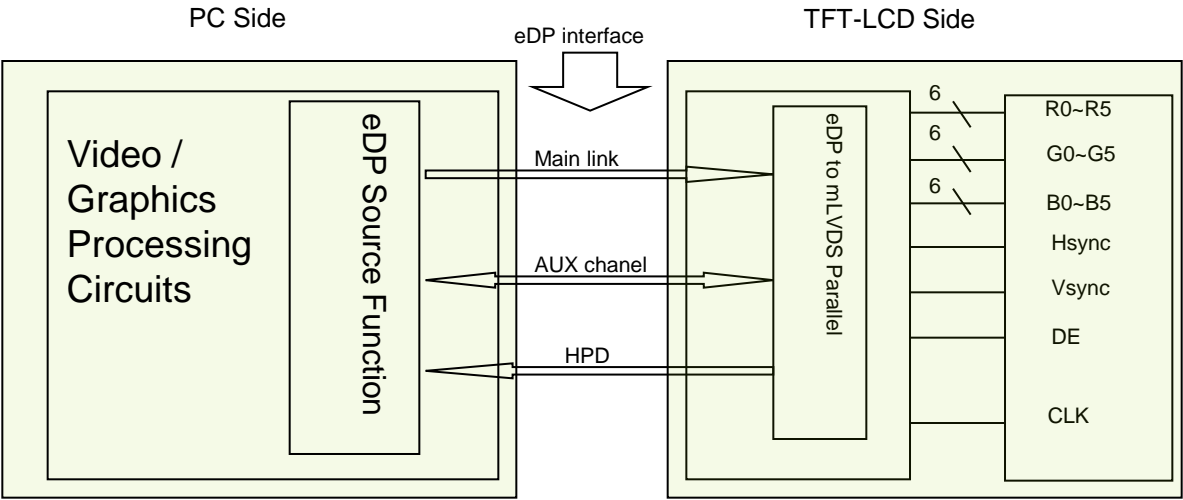 PC Side
TFT-LCD Side
eDP interface
Video /
Graphics
Processing
Circuits
eDP Source Function
Main link
AUX chanel
HPD
eDP to mLVDS Parallel
6
R0~R5
6
G0~G5
6
B0~B5
Hsync
Vsync
DE
CLK